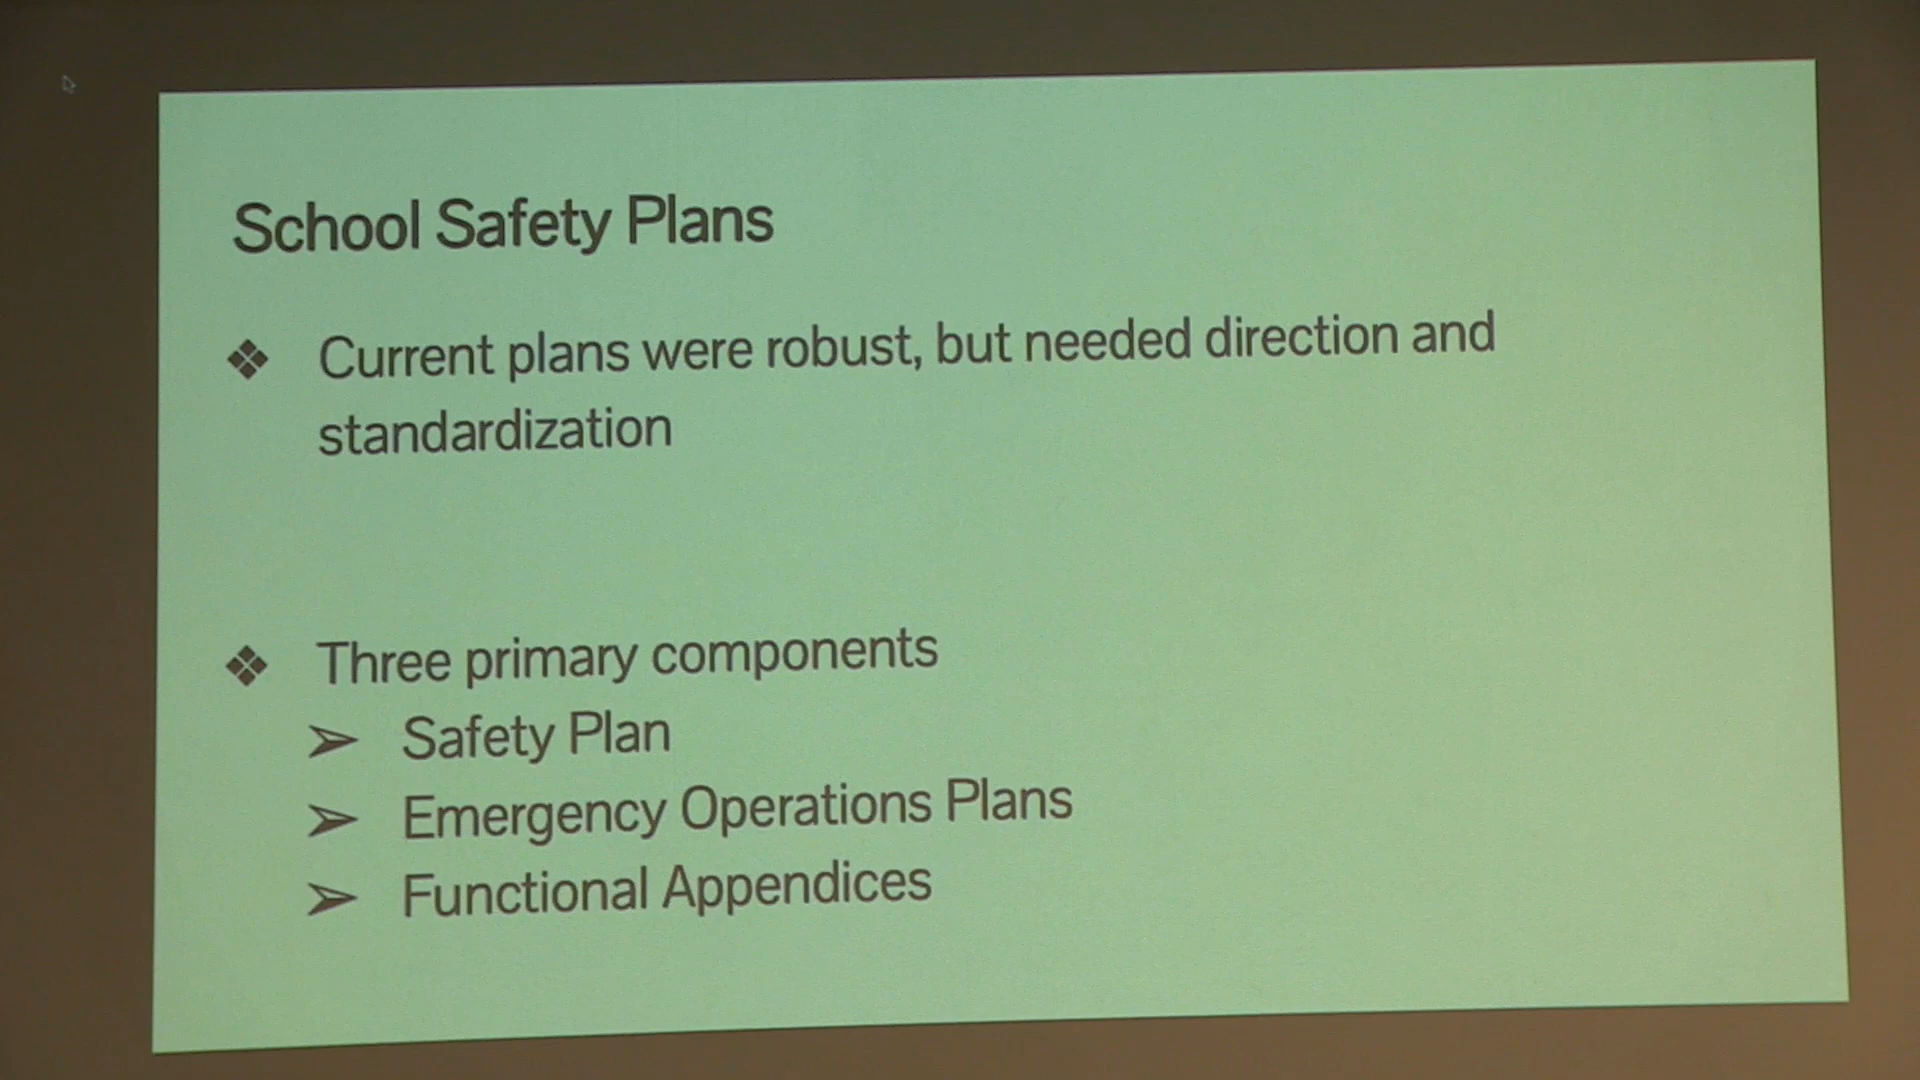 School Safety Plans
❖ Current plans were robust, but needed direction and
standardization
❖ Three primary components
➢ Safety Plan
➢ Emergency Operations Plans
➢ Functional Appendices